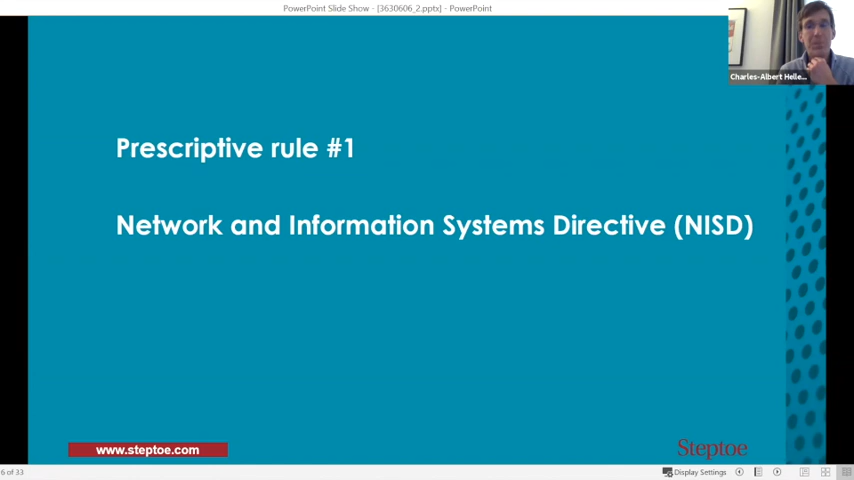 PowerPoint Slide Show - [3630606_2.pptx] - PowerPoint
Charles-Albert Helle...
Prescriptive rule #1
Network and Information Systems Directive (NISD)
www.steptoe.com
Steptoe
6 of 33
Display Settings